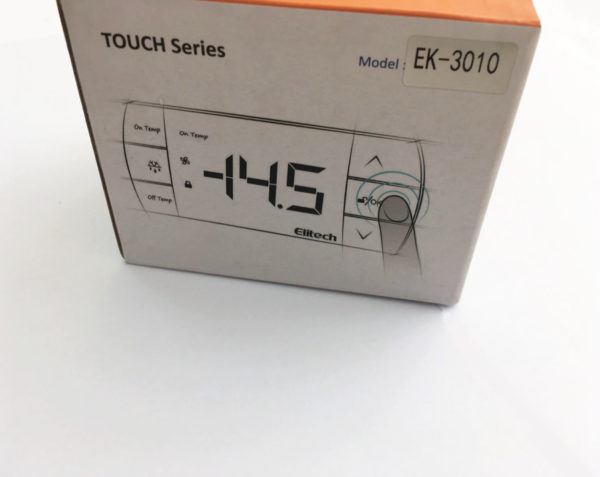 TOUCH Series
Model : EK-3010
On Temp
On Temp
-14.5
Off Temp
Elitech